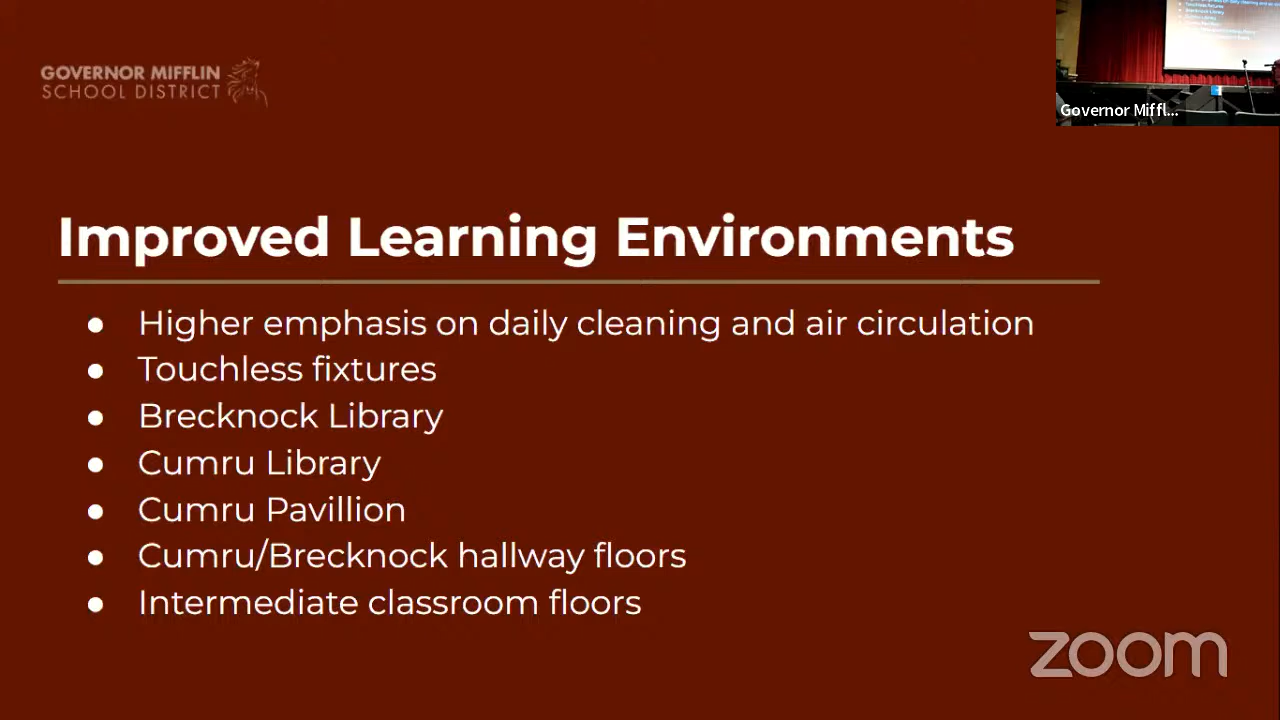 GOVERNOR MIFFLIN
SCHOOL DISTRICT
Governor Miffl...
Improved Learning Environments
● Higher emphasis on daily cleaning and air circulation
● Touchless fixtures
● Brecknock Library
● Cumru Library
● Cumru Pavillion
● Cumru/Brecknock hallway floors
● Intermediate classroom floors
zoom